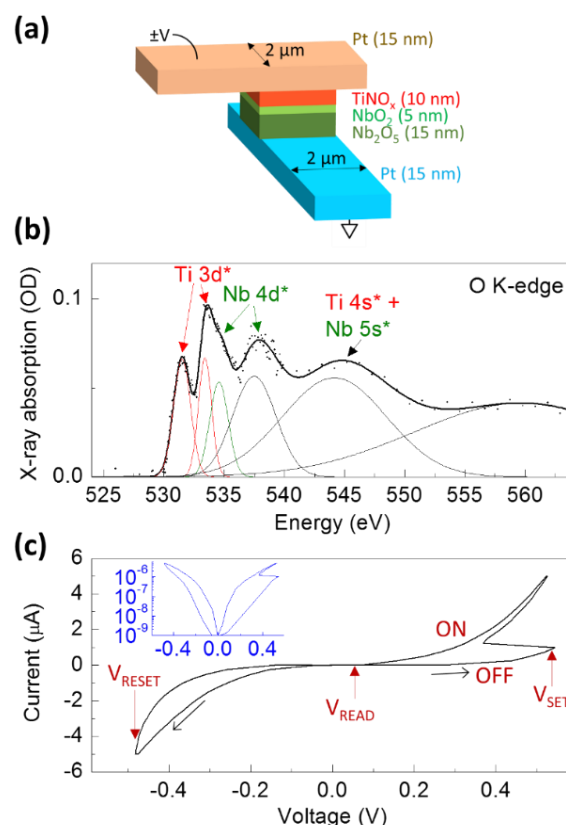 (a)
±V
2 μm
Pt (15 nm)
TiNOₓ (10 nm)
NbO₂ (5 nm)
Nb₂O₅ (15 nm)
2 μm
Pt (15 nm)
(b)
Ti 3d*
Nb 4d*
Ti 4s* +
Nb 5s*
O K-edge
X-ray absorption (OD)
0.1
0.0
525 530 535 540 545 550 555 560
Energy (eV)
(c)
Current (μA)
6
4
2
0
-2
-4
-6
10⁻⁶
10⁻⁷
10⁻⁸
10⁻⁹
-0.4 0.0 0.4
ON
OFF
V_RESET
V_READ
V_SET
-0.4 -0.2 0.0 0.2 0.4
Voltage (V)